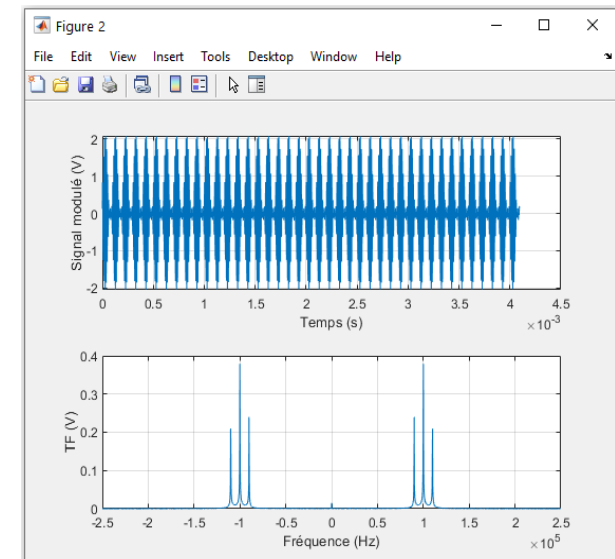 Figure 2
File Edit View Insert Tools Desktop Window Help
Signal modulé (V)
2
1
0
-1
-2
0 0.5 1 1.5 2 2.5 3 3.5 4 4.5
Temps (s)
×10-3
TF (V)
0.4
0.3
0.2
0.1
0
-2.5 -2 -1.5 -1 -0.5 0 0.5 1 1.5 2 2.5
Fréquence (Hz)
×105